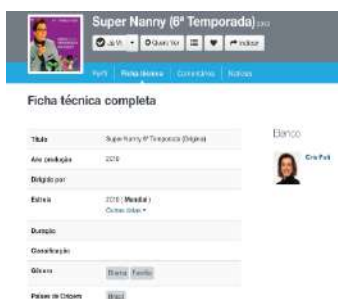 Super Nanny (6ª Temporada)
Já Vi
Quero Ver
Indicar
Perfil
Ficha técnica
Comentários
Notícias
Ficha técnica completa
Título
Super Nanny 6ª Temporada (Original)
Elenco
Ano produção
2010
Cris Poli
Dirigido por
Estreia
2010 ( Mundial )
Outras datas
Duração
Classificação
Gênero
Drama Família
Países de Origem
Brasil